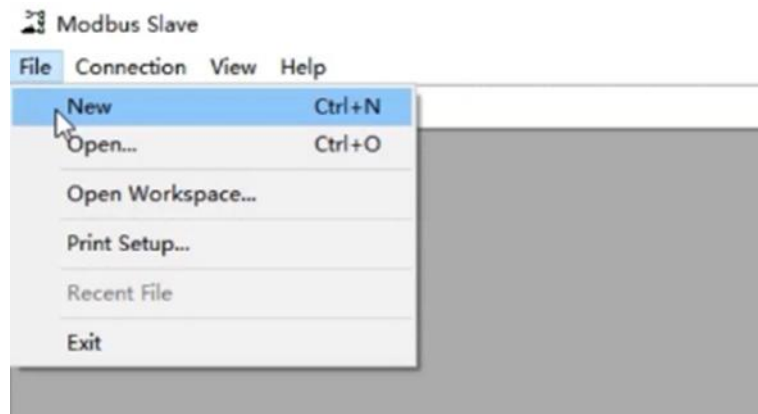 Modbus Slave
File Connection View Help
New Ctrl+N
Open... Ctrl+O
Open Workspace...
Print Setup...
Recent File
Exit